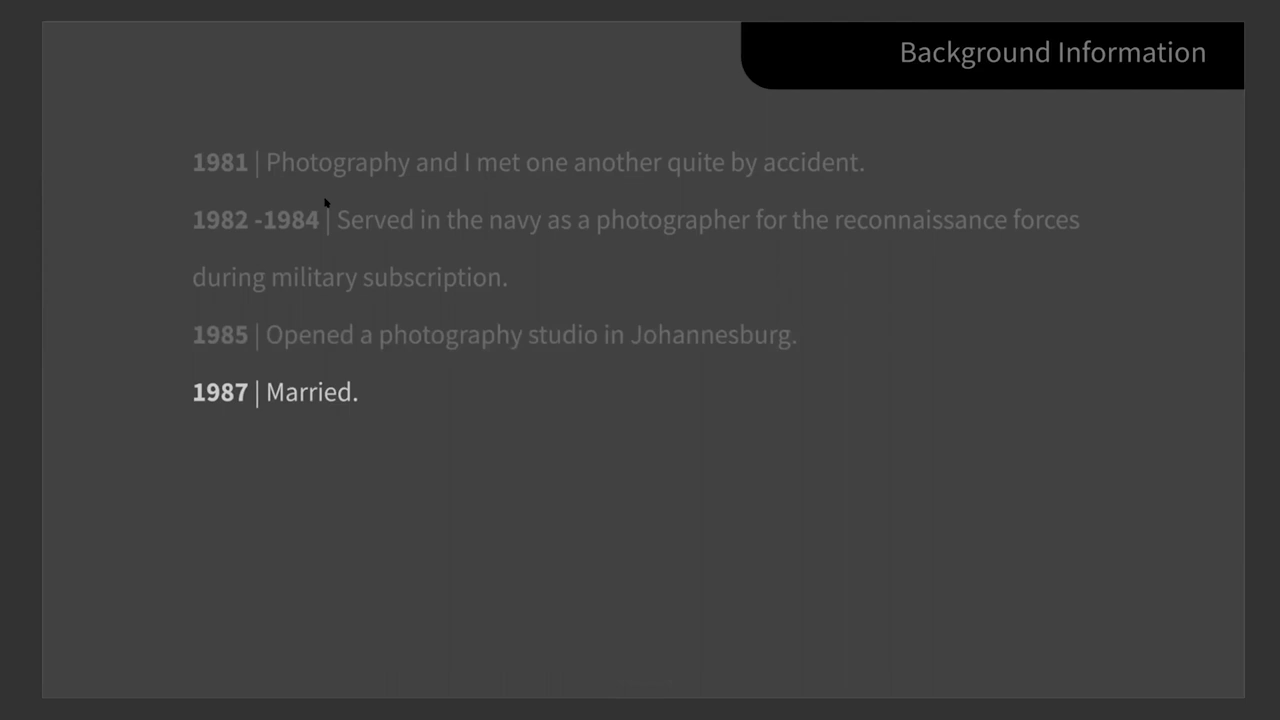 Background Information
1981 | Photography and I met one another quite by accident.
1982 -1984 | Served in the navy as a photographer for the reconnaissance forces
during military subscription.
1985 | Opened a photography studio in Johannesburg.
1987 | Married.